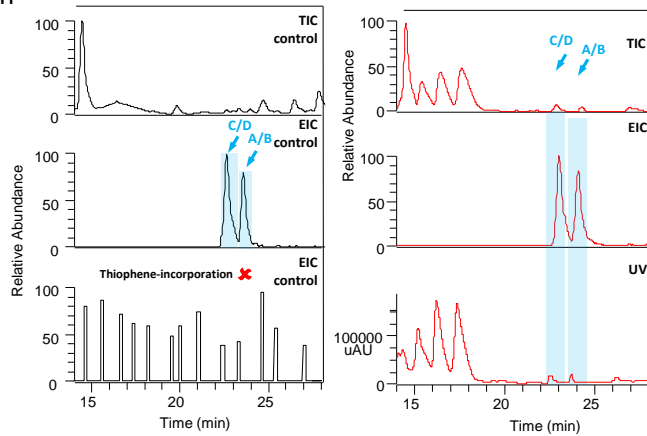 TIC
control
100
50
0
EIC
control
C/D
A/B
100
50
0
EIC
control
Thiophene-incorporation
100
50
0
Relative Abundance
15
20
25
Time (min)
TIC
C/D
A/B
100
50
0
EIC
100
50
0
Relative Abundance
UV
100000
uAU
0
15
20
25
Time (min)